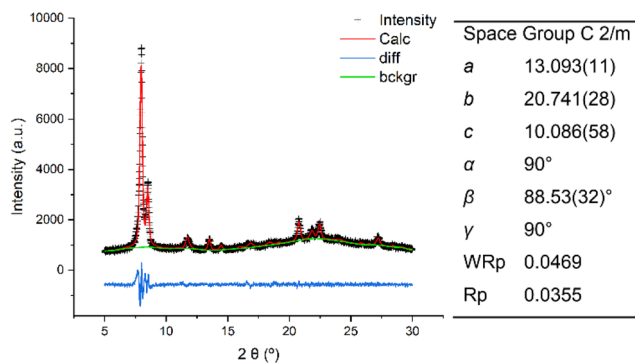 10000
8000
6000
4000
2000
0
Intensity (a.u.)
5
10
15
20
25
30
2 θ (º)
Intensity
Calc
diff
bckgr
Space Group C 2/m
a 13.093(11)
b 20.741(28)
c 10.086(58)
α 90°
β 88.53(32)°
γ 90°
WRp 0.0469
Rp 0.0355